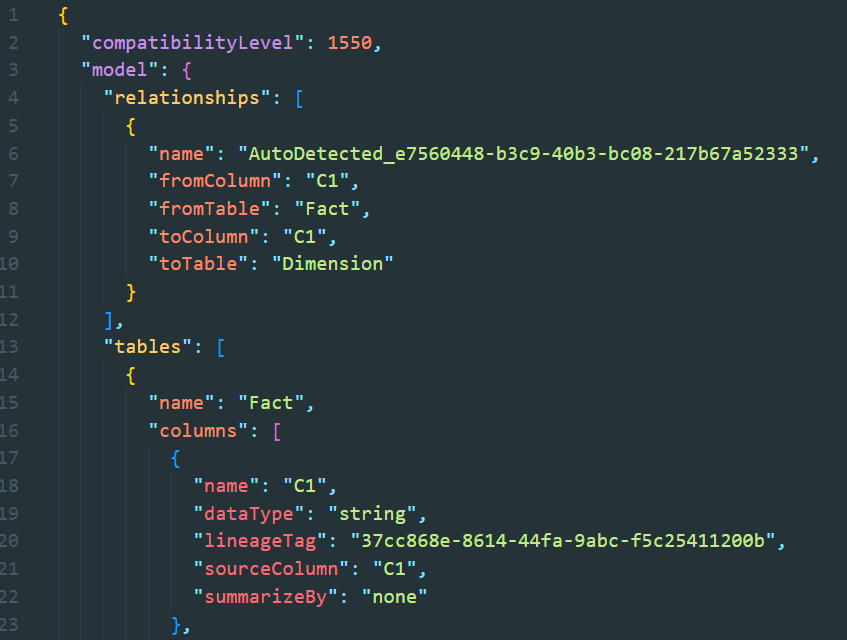 1 {
2 "compatibilityLevel": 1550,
3 "model": {
4 "relationships": [
5 {
6 "name": "AutoDetected_e7560448-b3c9-40b3-bc08-217b67a52333",
7 "fromColumn": "C1",
8 "fromTable": "Fact",
9 "toColumn": "C1",
10 "toTable": "Dimension"
11 }
12 ],
13 "tables": [
14 {
15 "name": "Fact",
16 "columns": [
17 {
18 "name": "C1",
19 "dataType": "string",
20 "lineageTag": "37cc868e-8614-44fa-9abc-f5c25411200b",
21 "sourceColumn": "C1",
22 "summarizeBy": "none"
23 },